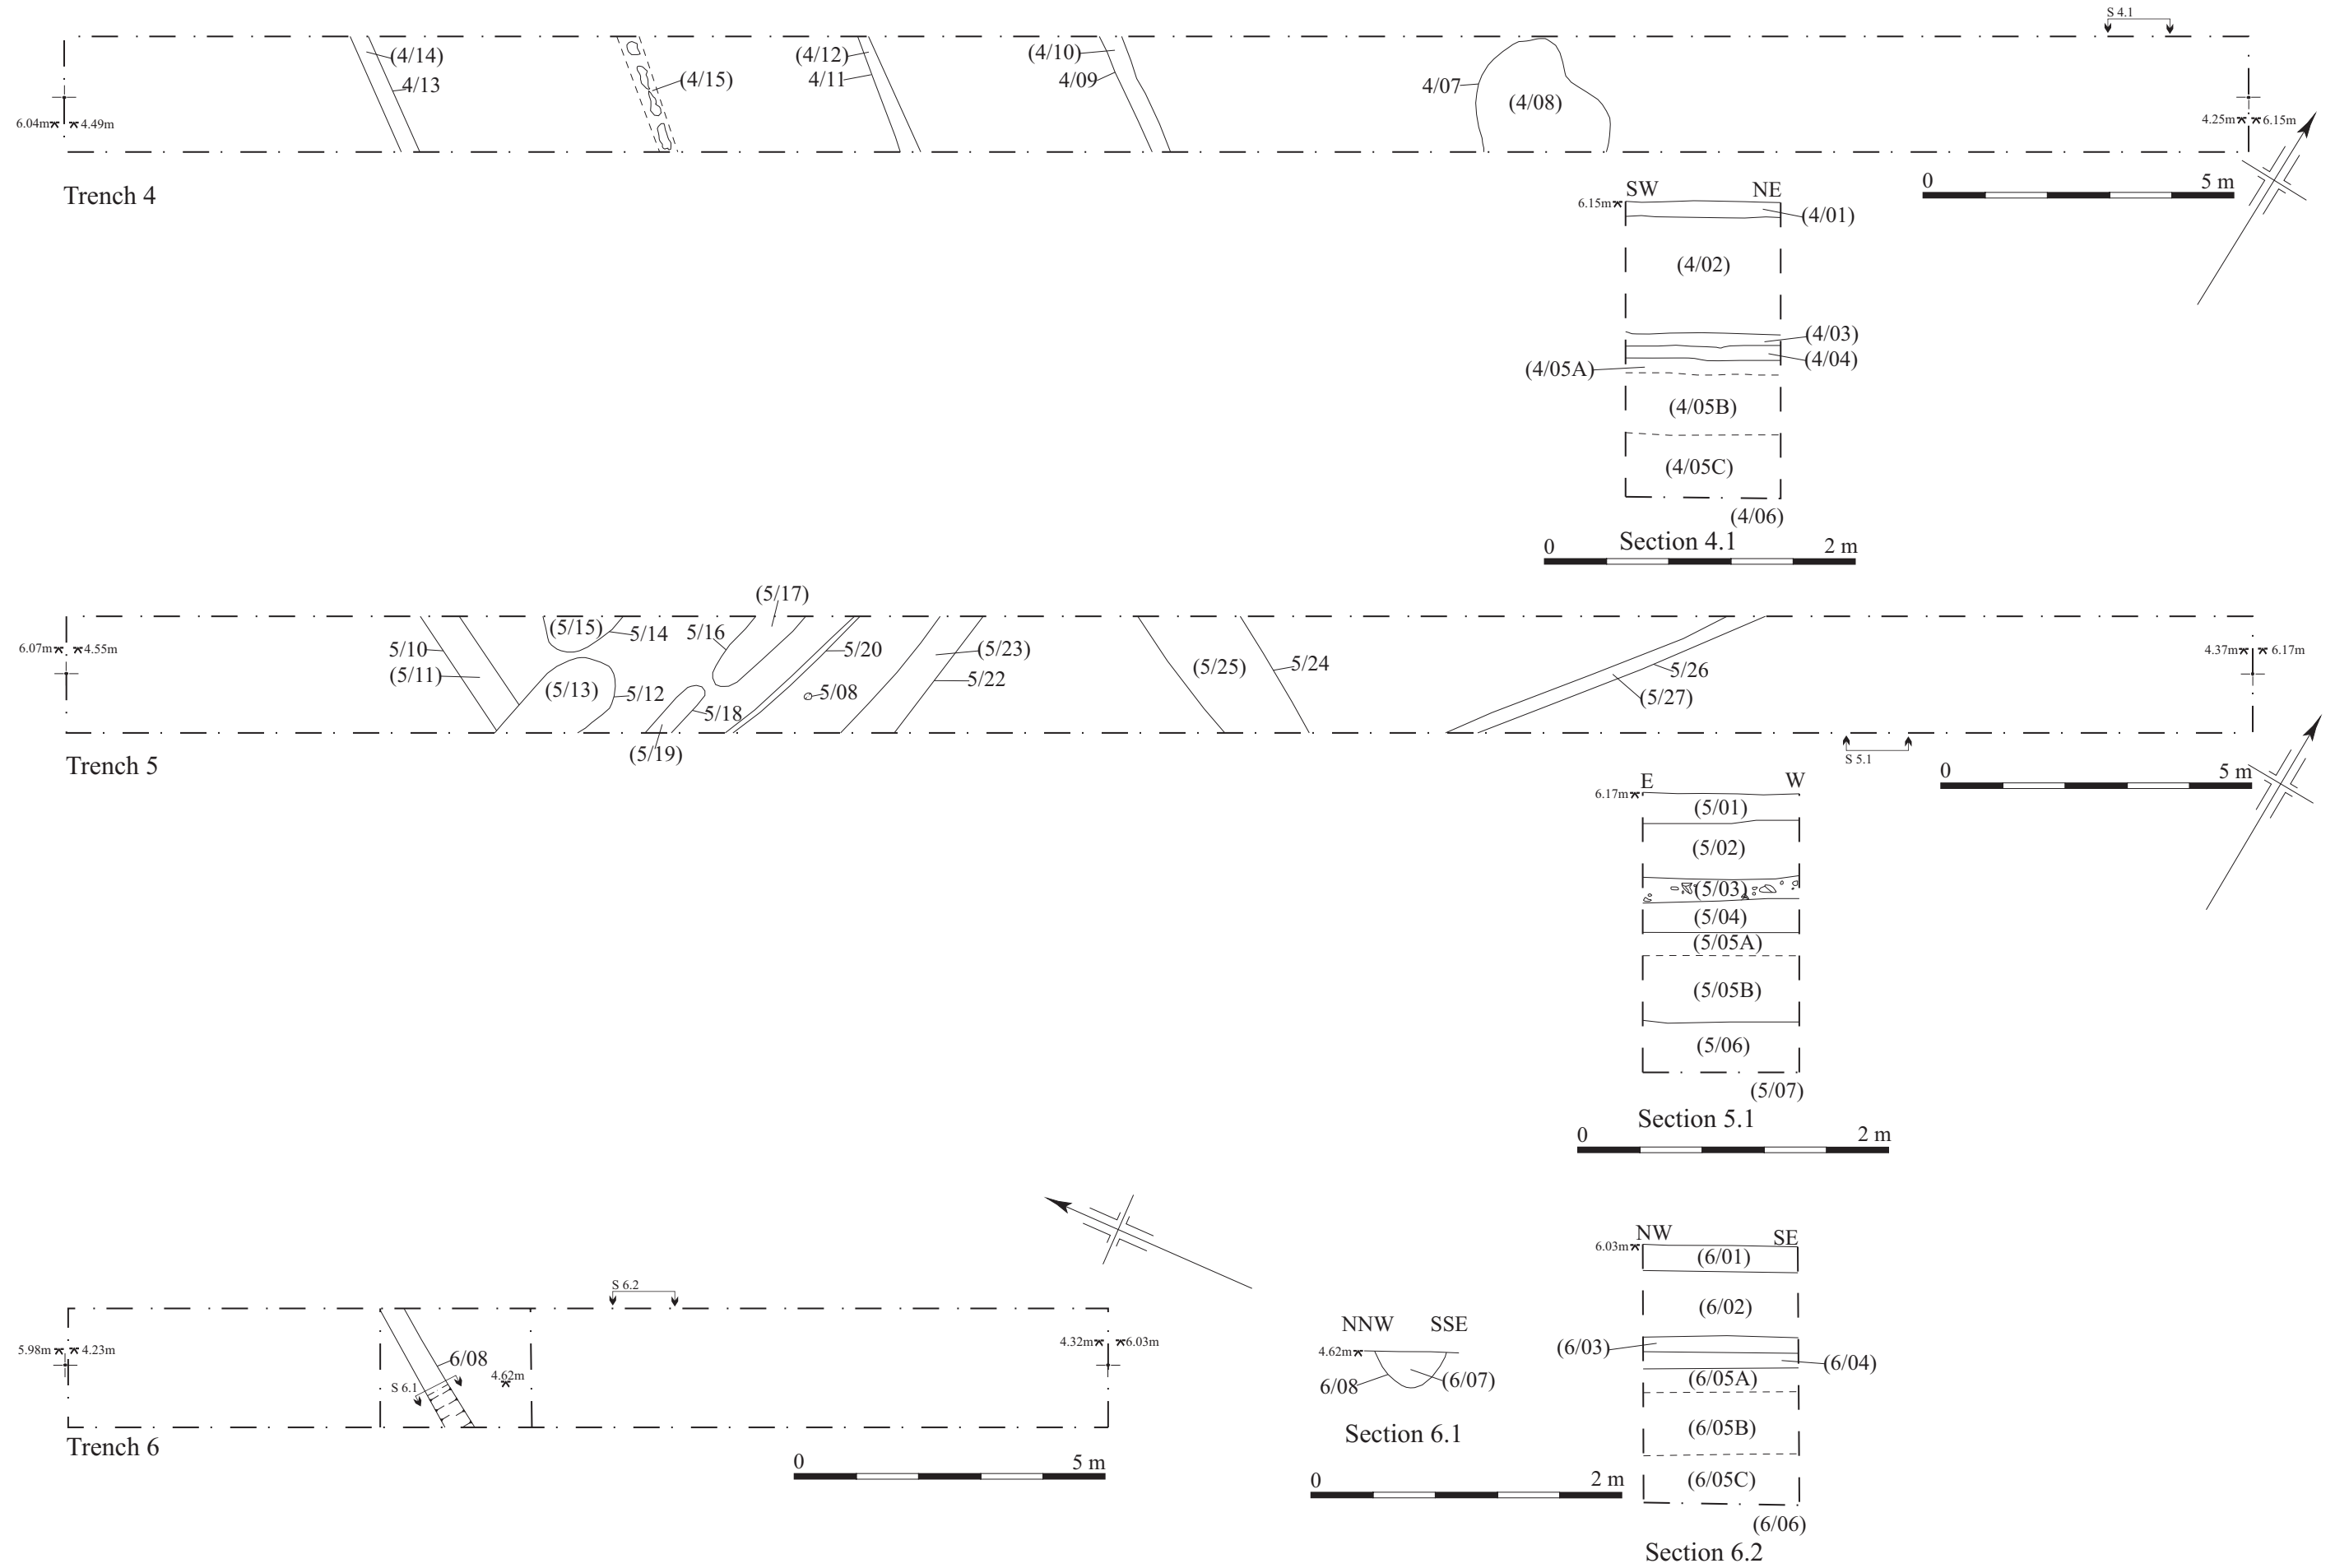 S 4.1
(4/14)
4/13
(4/15)
(4/12)
4/11
(4/10)
4/09
4/07
(4/08)
6.04m 4.49m
4.25m 6.15m
Trench 4
0 5 m
SW NE
6.15m
(4/01)
(4/02)
(4/03)
(4/04)
(4/05A)
(4/05B)
(4/05C)
(4/06)
Section 4.1
0 2 m
(5/17)
5/10
(5/11)
(5/15)
5/14
5/16
(5/13)
5/12
5/18
(5/19)
5/20
5/08
(5/23)
5/22
(5/25)
5/24
5/26
(5/27)
6.07m 4.55m
4.37m 6.17m
S 5.1
Trench 5
0 5 m
E W
6.17m
(5/01)
(5/02)
(5/03)
(5/04)
(5/05A)
(5/05B)
(5/06)
(5/07)
Section 5.1
0 2 m
S 6.2
5.98m 4.23m
6/08
S 6.1
4.62m
4.32m 6.03m
Trench 6
0 5 m
NNW SSE
4.62m
6/08
(6/07)
Section 6.1
0 2 m
NW SE
6.03m
(6/01)
(6/02)
(6/03)
(6/04)
(6/05A)
(6/05B)
(6/05C)
(6/06)
Section 6.2